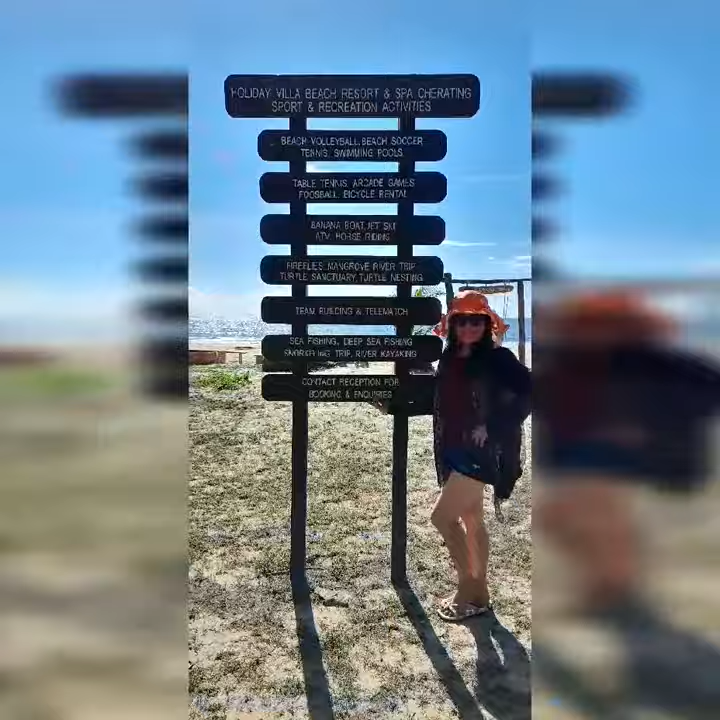 HOLIDAY VILLA BEACH RESORT & SPA CHERATING
SPORT & RECREATION ACTIVITIES
BEACH VOLLEYBALL, BEACH SOCCER
TENNIS, SWIMMING POOLS
TABLE TENNIS, ARCADE GAMES
FOOSBALL, BICYCLE RENTAL
BANANA BOAT, JET SKI
ATV, HORSE RIDING
FIREFLIES, MANGROVE RIVER TRIP
TURTLE SANCTUARY, TURTLE NESTING
TEAM BUILDING & TELEMATCH
SEA FISHING, DEEP SEA FISHING
SNORKELING TRIP, RIVER KAYAKING
CONTACT RECEPTION FOR
BOOKING & ENQUIRIES